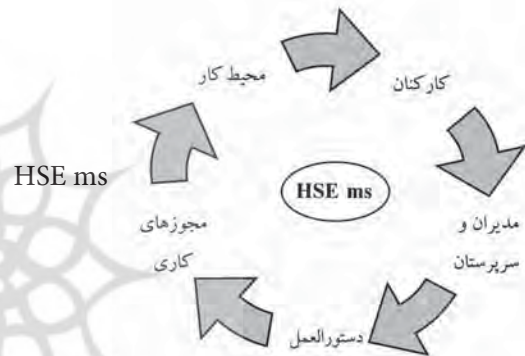 محیط کار
کارکنان
HSE ms
HSE ms
مدیران و
سرپرستان
مجوزهای
کاری
دستورالعمل